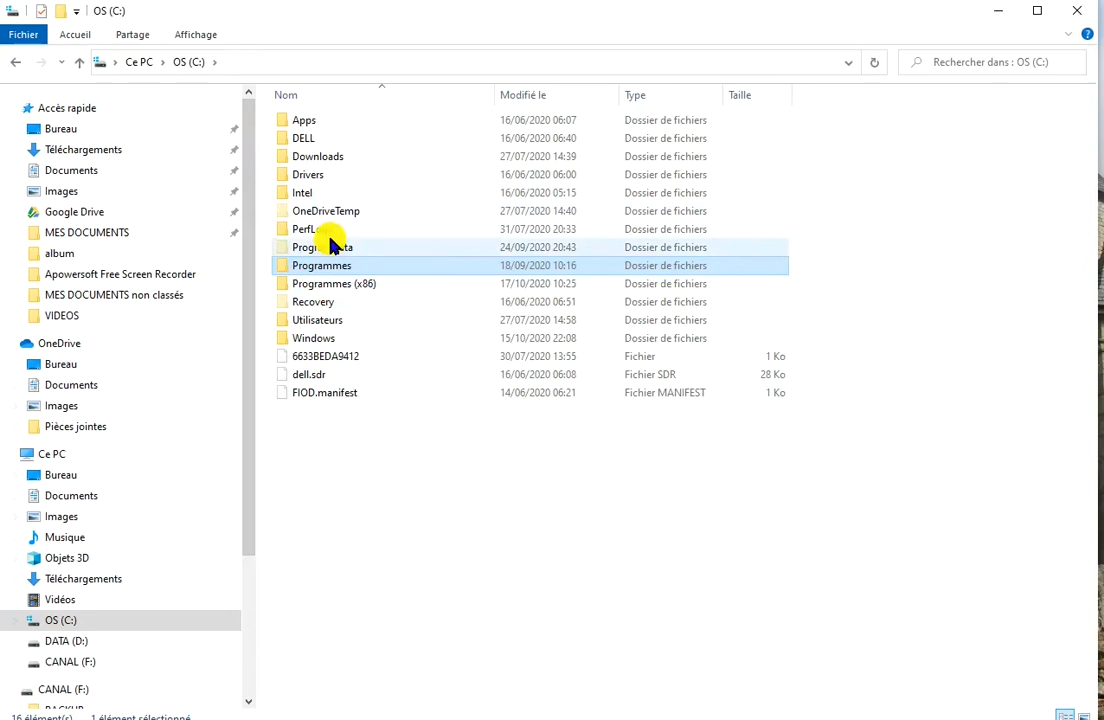 OS (C:)
Fichier Accueil Partage Affichage
Ce PC OS (C:) Rechercher dans : OS (C:)
Nom Modifié le Type Taille
Accès rapide
Bureau
Téléchargements
Documents
Images
Google Drive
MES DOCUMENTS
album
Apowersoft Free Screen Recorder
MES DOCUMENTS non classés
VIDEOS
OneDrive
Bureau
Documents
Images
Pièces jointes
Ce PC
Bureau
Documents
Images
Musique
Objets 3D
Téléchargements
Vidéos
OS (C:)
DATA (D:)
CANAL (F:)
CANAL (F:)
Apps 16/06/2020 06:07 Dossier de fichiers
DELL 16/06/2020 06:40 Dossier de fichiers
Downloads 27/07/2020 14:39 Dossier de fichiers
Drivers 16/06/2020 06:00 Dossier de fichiers
Intel 16/06/2020 05:15 Dossier de fichiers
OneDriveTemp 27/07/2020 14:40 Dossier de fichiers
31/07/2020 20:33 Dossier de fichiers
24/09/2020 20:43 Dossier de fichiers
Programmes 18/09/2020 10:16 Dossier de fichiers
Programmes (x86) 17/10/2020 10:25 Dossier de fichiers
Recovery 16/06/2020 06:51 Dossier de fichiers
Utilisateurs 27/07/2020 14:58 Dossier de fichiers
Windows 15/10/2020 22:08 Dossier de fichiers
6633BEDA9412 30/07/2020 13:55 Fichier 1 Ko
dell.sdr 16/06/2020 06:08 Fichier SDR 28 Ko
FIOD.manifest 14/06/2020 06:21 Fichier MANIFEST 1 Ko
16 élément(s) 1 élément sélectionné